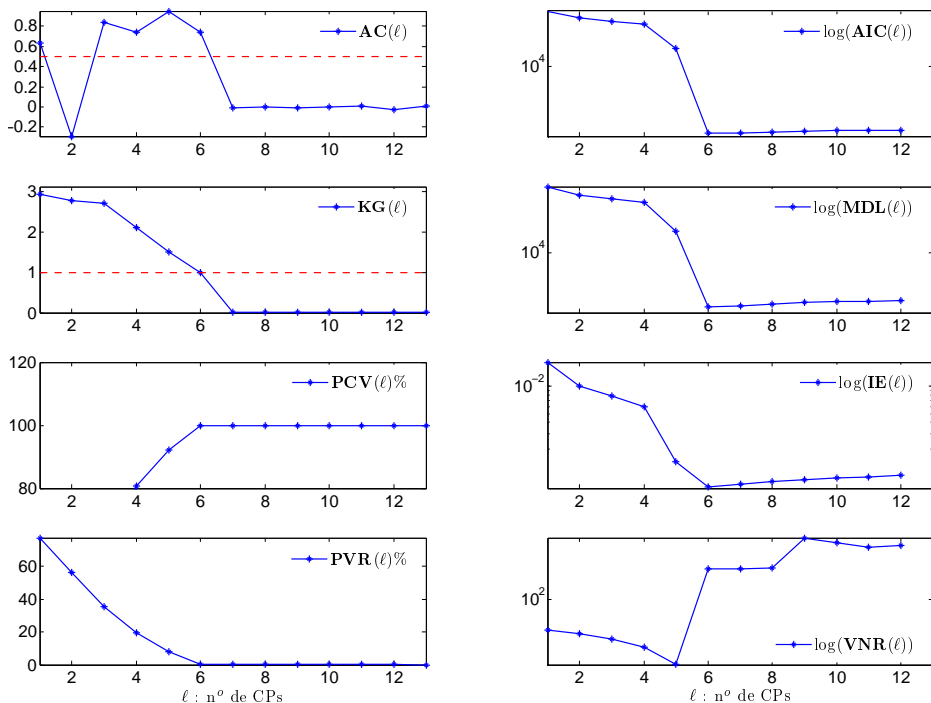 0.8
0.6
0.4
0.2
0
-0.2
AC(ℓ)
2 4 6 8 10 12
10^4
log(AIC(ℓ))
2 4 6 8 10 12
3
2
1
0
KG(ℓ)
2 4 6 8 10 12
10^4
log(MDL(ℓ))
2 4 6 8 10 12
120
100
80
PCV(ℓ)%
2 4 6 8 10 12
10^−2
log(IE(ℓ))
2 4 6 8 10 12
60
40
20
0
PVR(ℓ)%
2 4 6 8 10 12
ℓ : n^o de CPs
10^2
log(VNR(ℓ))
2 4 6 8 10 12
ℓ : n^o de CPs